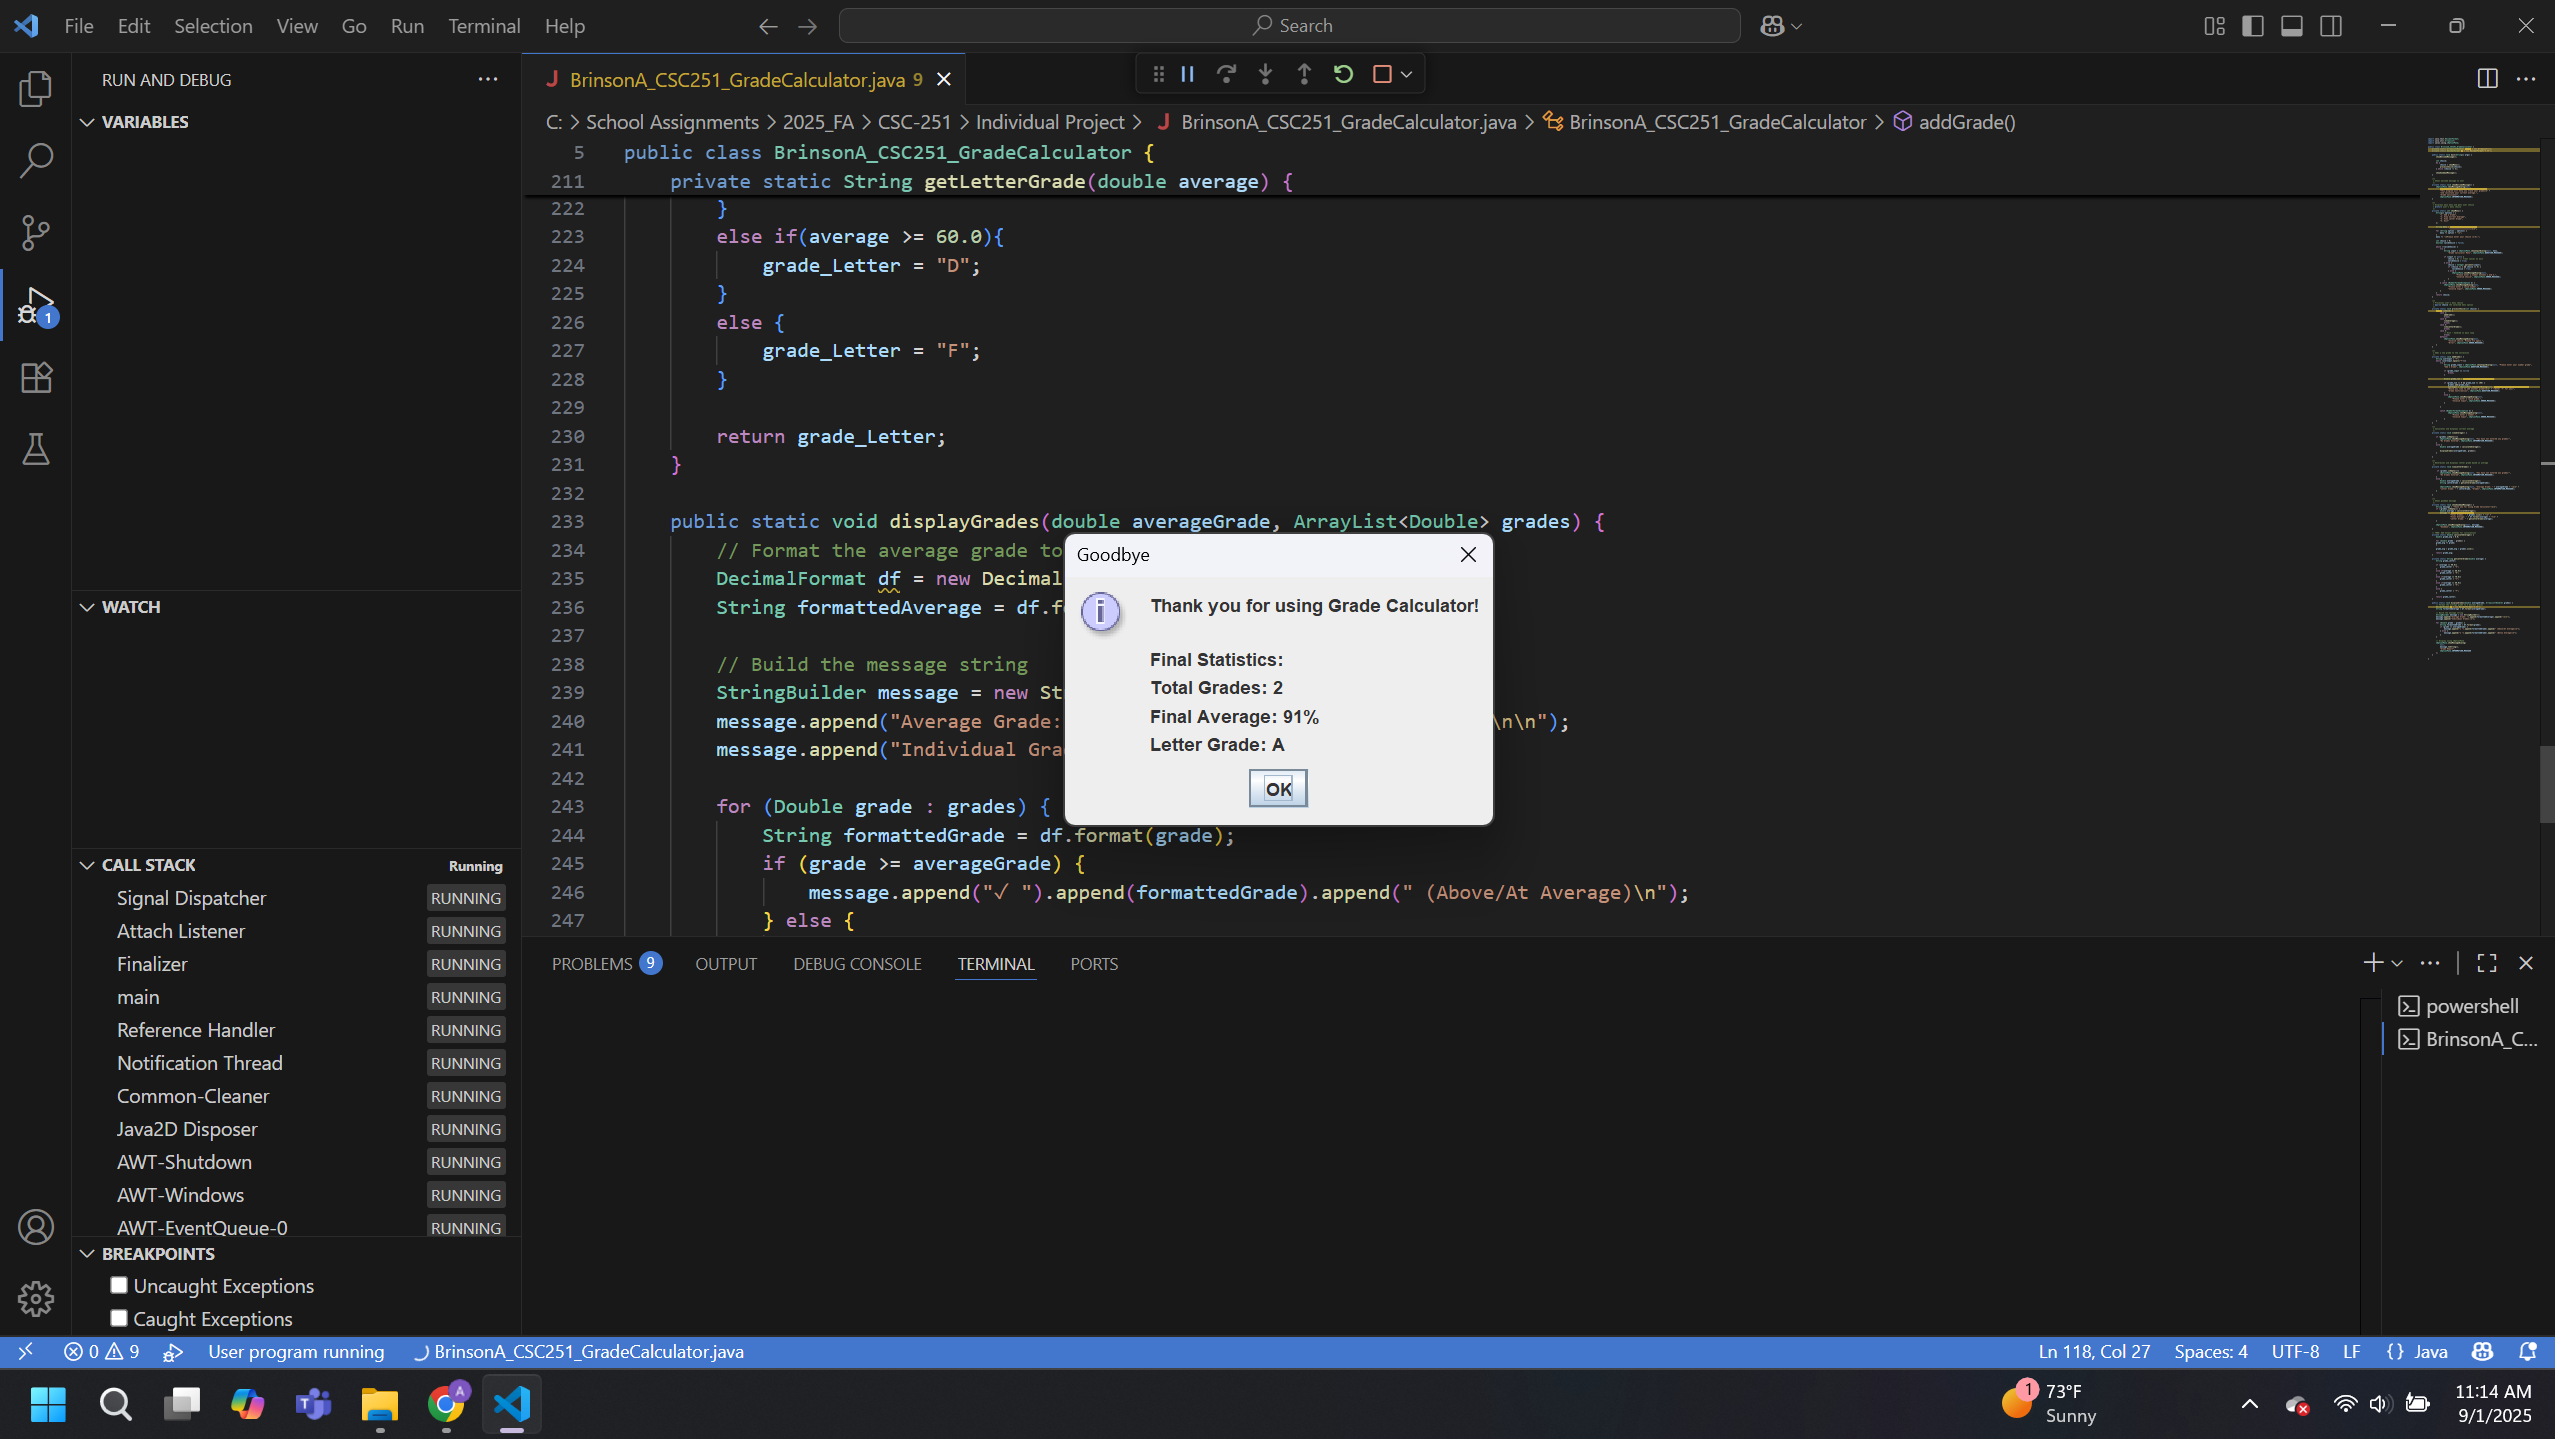 File Edit Selection View Go Run Terminal Help
Search
RUN AND DEBUG
VARIABLES
WATCH
CALL STACK Running
Signal Dispatcher RUNNING
Attach Listener RUNNING
Finalizer RUNNING
main RUNNING
Reference Handler RUNNING
Notification Thread RUNNING
Common-Cleaner RUNNING
Java2D Disposer RUNNING
AWT-Shutdown RUNNING
AWT-Windows RUNNING
AWT-EventQueue-0 RUNNING
BREAKPOINTS
Uncaught Exceptions
Caught Exceptions
1
J BrinsonA_CSC251_GradeCalculator.java 9
C: > School Assignments > 2025_FA > CSC-251 > Individual Project > J BrinsonA_CSC251_GradeCalculator.java > BrinsonA_CSC251_GradeCalculator > addGrade()
5 public class BrinsonA_CSC251_GradeCalculator {
211 private static String getLetterGrade(double average) {
222 }
223 else if(average >= 60.0){
224 grade_Letter = "D";
225 }
226 else {
227 grade_Letter = "F";
228 }
229
230 return grade_Letter;
231 }
232
233 public static void displayGrades(double averageGrade, ArrayList<Double> grades) {
234 // Format the average grade to
235 DecimalFormat df = new Decimal
236 String formattedAverage = df.f
237
238 // Build the message string
239 StringBuilder message = new St
240 message.append("Average Grade: \n\n");
241 message.append("Individual Gra
242
243 for (Double grade : grades) {
244 String formattedGrade = df.format(grade);
245 if (grade >= averageGrade) {
246 message.append("✓ ").append(formattedGrade).append(" (Above/At Average)\n");
247 } else {
Goodbye
Thank you for using Grade Calculator!
Final Statistics:
Total Grades: 2
Final Average: 91%
Letter Grade: A
OK
PROBLEMS 9 OUTPUT DEBUG CONSOLE TERMINAL PORTS
powershell
BrinsonA_C...
0 9 User program running BrinsonA_CSC251_GradeCalculator.java
Ln 118, Col 27 Spaces: 4 UTF-8 LF {} Java
A
1
73°F
Sunny
11:14 AM
9/1/2025